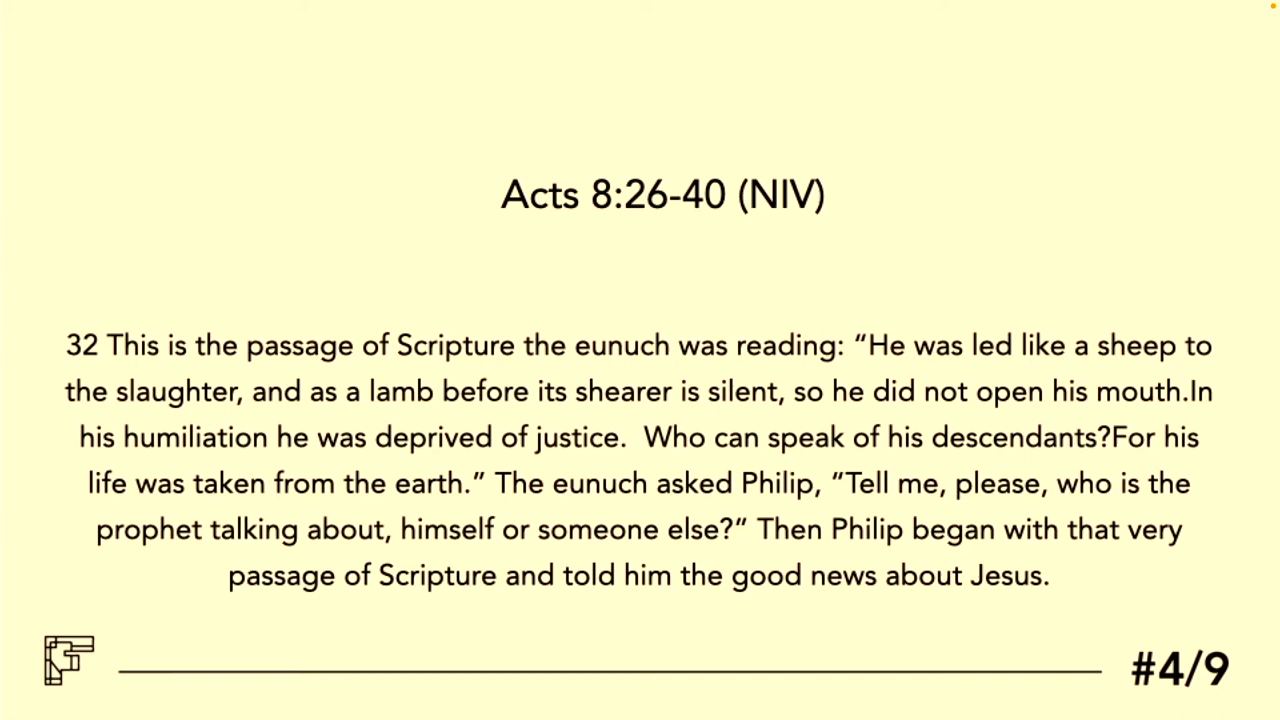 Acts 8:26-40 (NIV)
32 This is the passage of Scripture the eunuch was reading: “He was led like a sheep to
the slaughter, and as a lamb before its shearer is silent, so he did not open his mouth.In
his humiliation he was deprived of justice.  Who can speak of his descendants?For his
life was taken from the earth.” The eunuch asked Philip, “Tell me, please, who is the
prophet talking about, himself or someone else?” Then Philip began with that very
passage of Scripture and told him the good news about Jesus.
#4/9